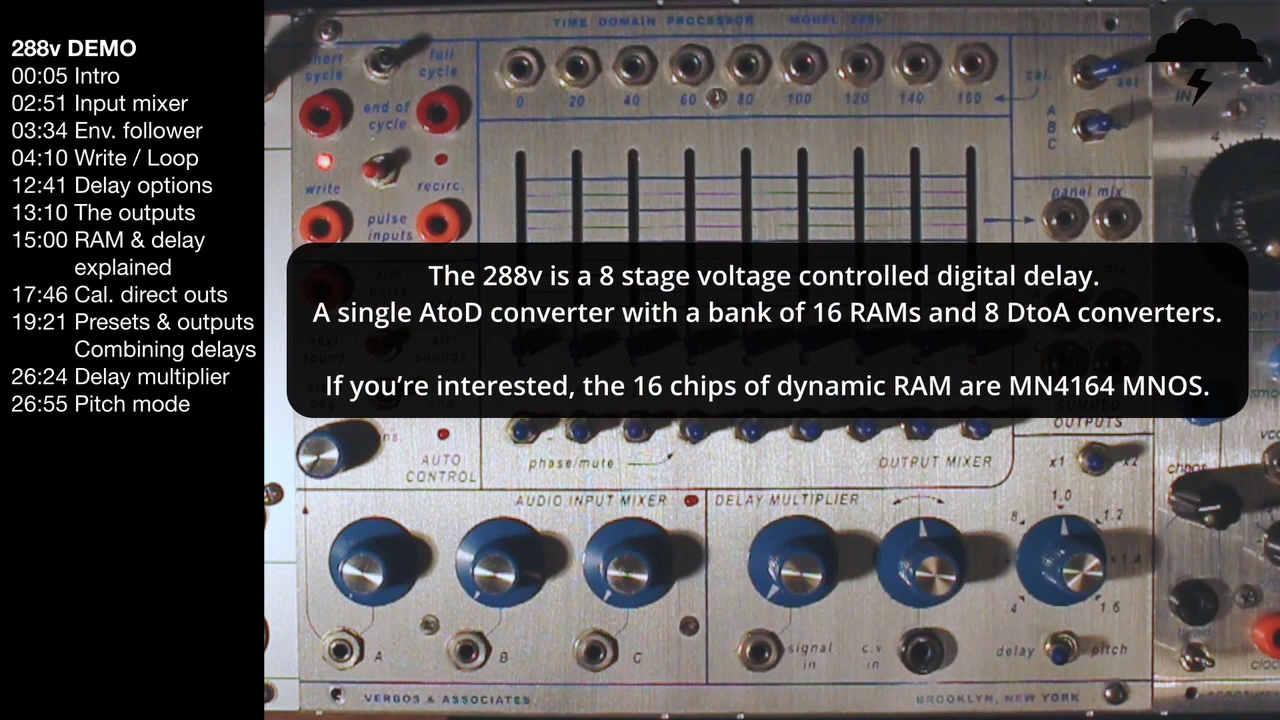 288v DEMO
00:05 Intro
02:51 Input mixer
03:34 Env. follower
04:10 Write / Loop
12:41 Delay options
13:10 The outputs
15:00 RAM & delay
explained
17:46 Cal. direct outs
19:21 Presets & outputs
Combining delays
26:24 Delay multiplier
26:55 Pitch mode
TIME DOMAIN PROCESSOR MODEL 288v
short cycle
full cycle
end of cycle
write
recirc.
pulse inputs
0 20 40 60 80 100 120 140 160
cal.
set
A
B
C
IN
panel mix
The 288v is a 8 stage voltage controlled digital delay.
A single AtoD converter with a bank of 16 RAMs and 8 DtoA converters.
If you’re interested, the 16 chips of dynamic RAM are MN4164 MNOS.
SUMMED
OUTPUTS
AUTO
CONTROL
phase/mute
OUTPUT MIXER
x1 x2
chaos
AUDIO INPUT MIXER
DELAY MULTIPLIER
1.0
.8 1.2
1.4
.4 1.6
A B C
signal in
c.v in
delay pitch
VERBOS & ASSOCIATES
BROOKLYN, NEW YORK